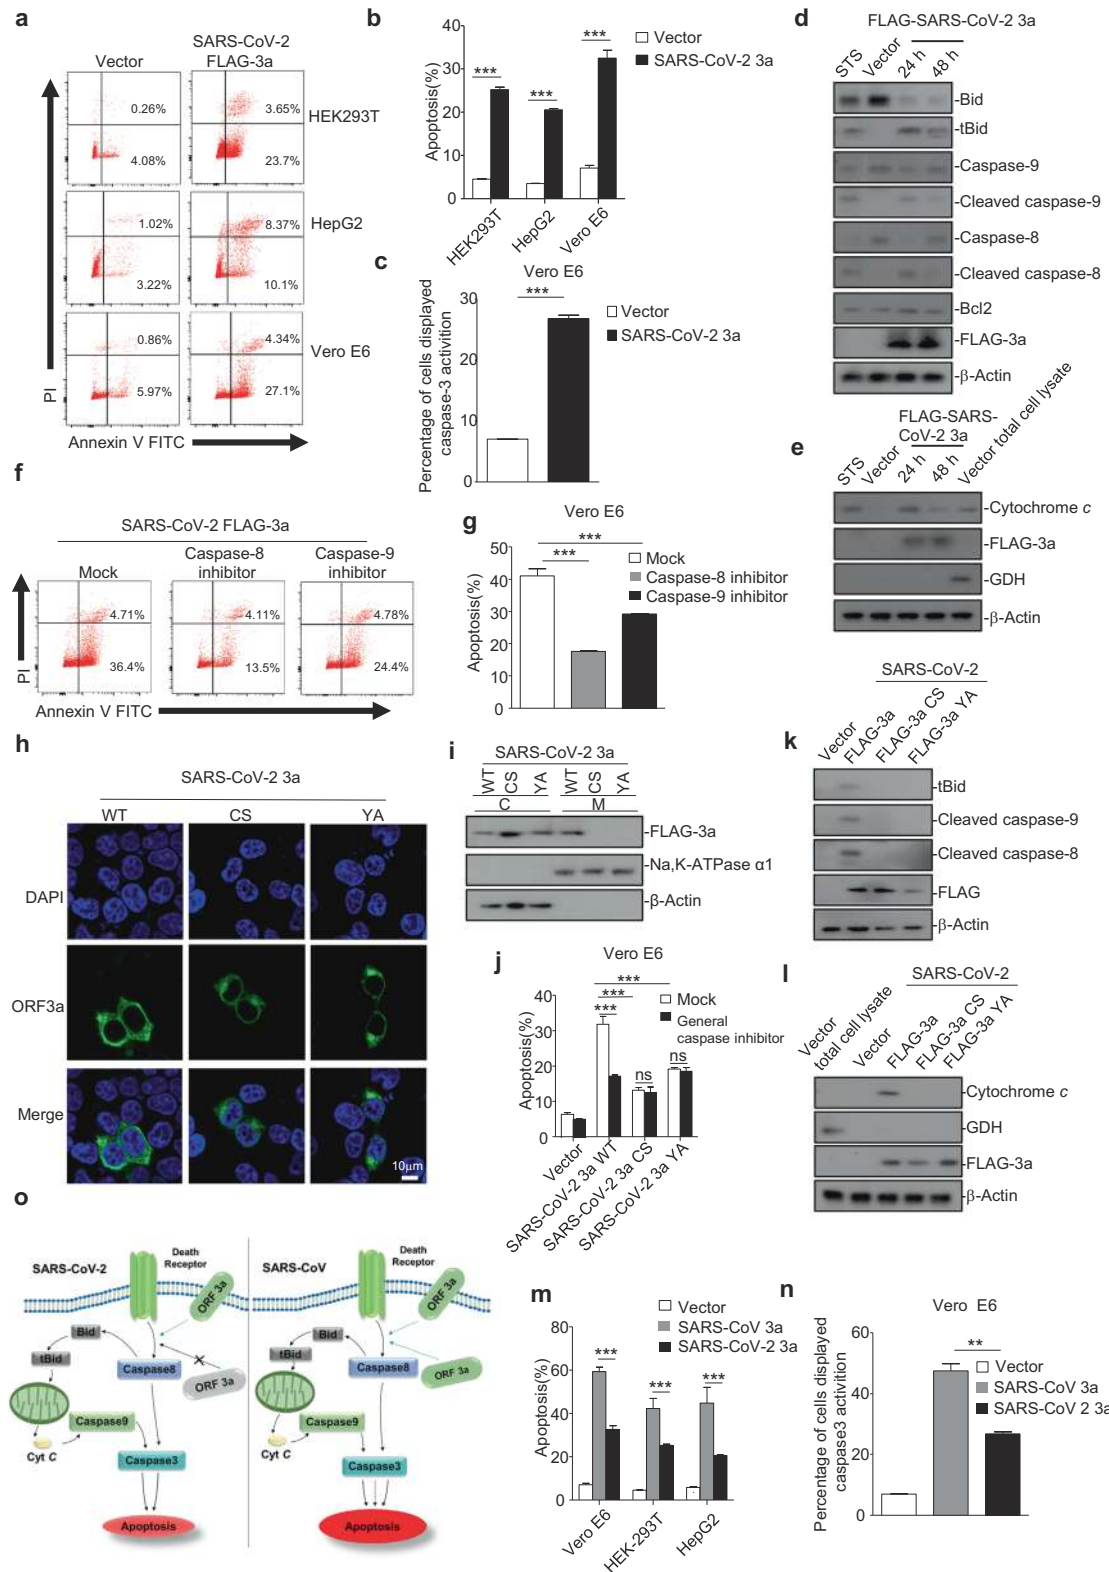 a
Vector
SARS-CoV-2
FLAG-3a
0.26%
3.65%
HEK293T
4.08%
23.7%
1.02%
8.37%
HepG2
3.22%
10.1%
0.86%
4.34%
Vero E6
5.97%
27.1%
PI
Annexin V FITC
b
Apoptosis(%)
40
30
20
10
0
***
***
***
Vector
SARS-CoV-2 3a
HEK293T
HepG2
Vero E6
c
Vero E6
Percentage of cells displayed
caspase-3 activition
30
20
10
0
***
Vector
SARS-CoV-2 3a
d
FLAG-SARS-CoV-2 3a
STS
Vector
24 h
48 h
-Bid
-tBid
-Caspase-9
-Cleaved caspase-9
-Caspase-8
-Cleaved caspase-8
-Bcl2
-FLAG-3a
-β-Actin
e
FLAG-SARS-
CoV-2 3a
STS
Vector
24 h
48 h
Vector total cell lysate
-Cytochrome c
-FLAG-3a
-GDH
-β-Actin
f
SARS-CoV-2 FLAG-3a
Mock
Caspase-8
inhibitor
Caspase-9
inhibitor
4.71%
4.11%
4.78%
36.4%
13.5%
24.4%
PI
Annexin V FITC
g
Vero E6
Apoptosis(%)
50
40
30
20
10
0
***
***
Mock
Caspase-8 inhibitor
Caspase-9 inhibitor
h
SARS-CoV-2 3a
WT
CS
YA
DAPI
ORF3a
Merge
10μm
i
SARS-CoV-2 3a
WT
CS
YA
WT
CS
YA
C
M
-FLAG-3a
-Na,K-ATPase α1
-β-Actin
j
Vero E6
Apoptosis(%)
40
30
20
10
0
***
***
***
ns
ns
Mock
General
caspase inhibitor
Vector
SARS-CoV-2 3a WT
SARS-CoV-2 3a CS
SARS-CoV-2 3a YA
k
SARS-CoV-2
Vector
FLAG-3a
FLAG-3a CS
FLAG-3a YA
-tBid
-Cleaved caspase-9
-Cleaved caspase-8
-FLAG
-β-Actin
l
SARS-CoV-2
Vector
total cell lysate
Vector
FLAG-3a
FLAG-3a CS
FLAG-3a YA
-Cytochrome c
-GDH
-FLAG-3a
-β-Actin
o
SARS-CoV-2
Death
Receptor
ORF 3a
Bid
tBid
Caspase8
ORF 3a
Caspase9
Cyt C
Caspase3
Apoptosis
SARS-CoV
Death
Receptor
ORF 3a
Bid
tBid
Caspase8
ORF 3a
Caspase9
Cyt C
Caspase3
Apoptosis
m
Vector
SARS-CoV 3a
SARS-CoV-2 3a
Apoptosis(%)
80
60
40
20
0
***
***
***
Vero E6
HEK-293T
HepG2
n
Vero E6
Percentage of cells displayed
caspase3 activition
60
40
20
0
**
Vector
SARS-CoV 3a
SARS-CoV 2 3a